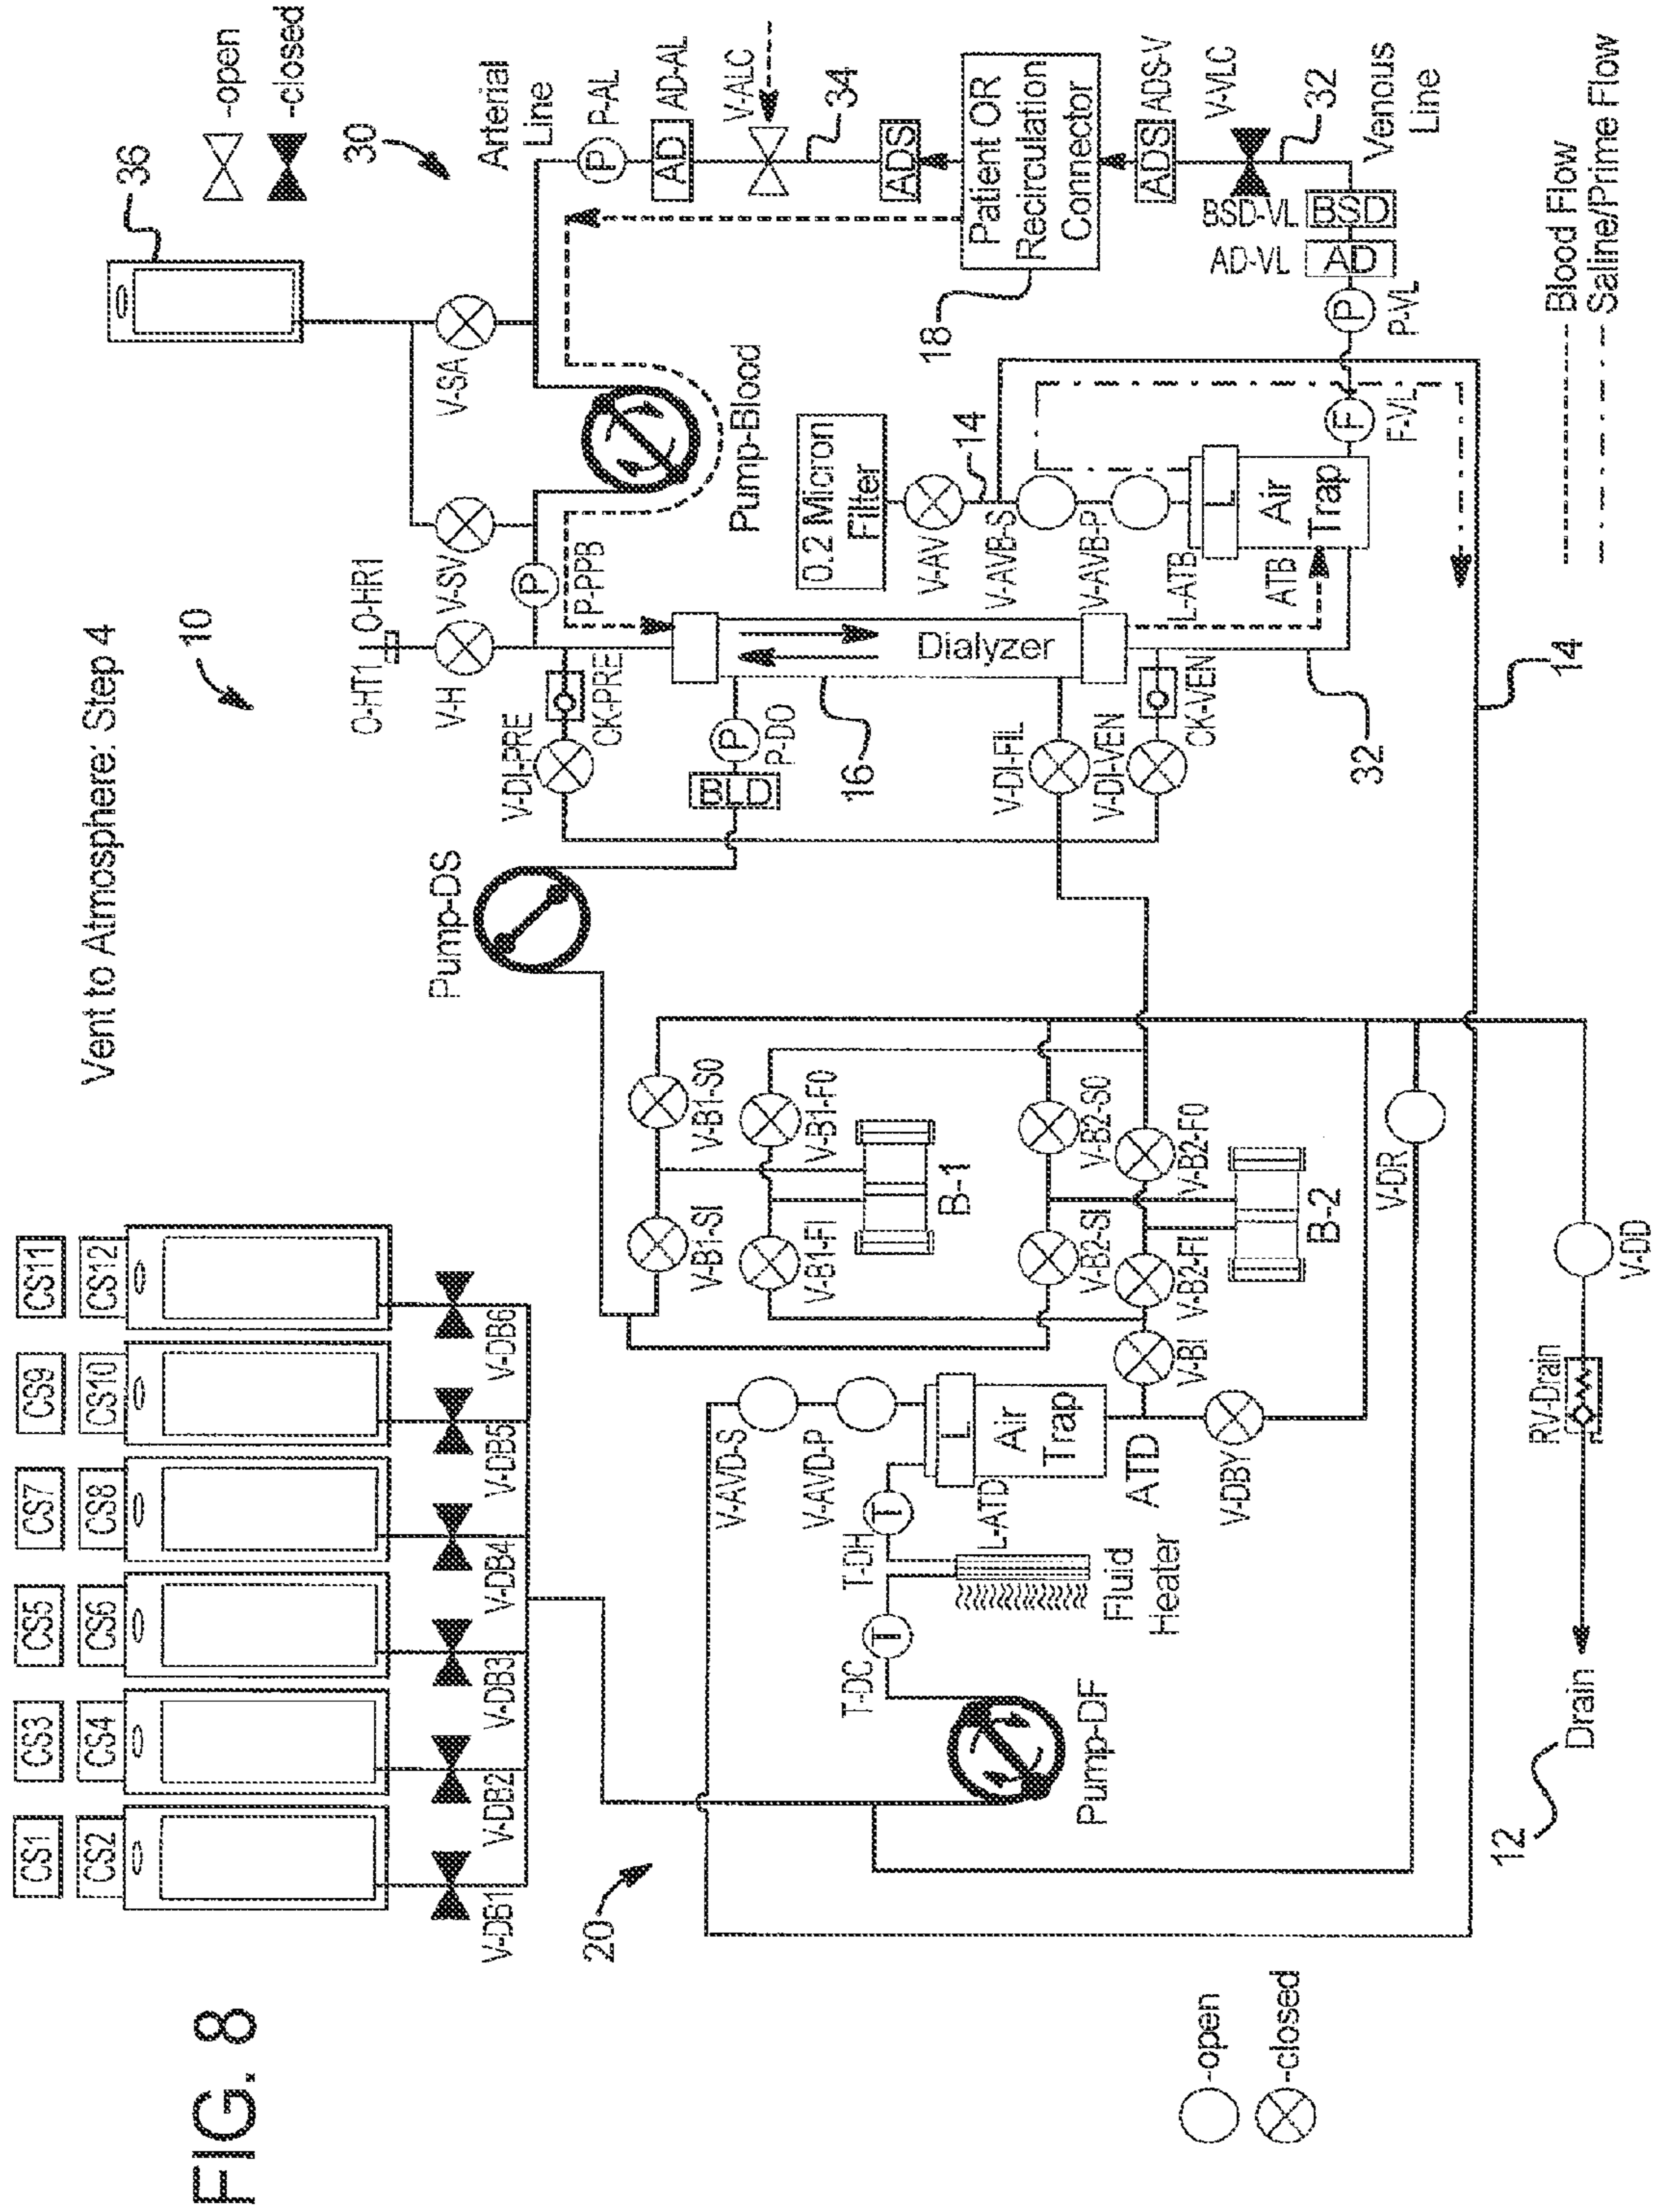 FIG. 8
Vent to Atmosphere: Step 4
10
20
30
36
-open
-closed
CS1
CS2
CS3
CS4
CS5
CS6
CS7
CS8
CS9
CS10
CS11
CS12
V-DB1
V-DB2
V-DB3
V-DB4
V-DB5
V-DB6
Pump-DS
O-HT1
O-HR1
V-H
V-SV
V-SA
P
P-PPB
Pump-Blood
Arterial
Line
P
P-AL
AD
AD-AL
V-ALC
34
ADS
Patient OR
Recirculation
Connector
18
ADS
ADS-V
V-VLC
32
Venous
Line
BSD-VL
BSD
AD-VL
AD
P
P-VL
F
F-VL
V-DI-PRE
CK-PRE
BLD
P
P-DO
Dialyzer
16
V-DI-FIL
V-DI-VEN
CK-VEN
32
0.2 Micron
Filter
V-AV
14
V-AVB-S
V-AVB-P
L-ATB
L
Air
Trap
ATB
14
V-B1-SI
V-B1-S0
V-B1-FI
V-B1-F0
B-1
V-B2-SI
V-B2-S0
V-B2-FI
V-B2-F0
B-2
V-BI
V-DBY
V-DR
V-DD
RV-Drain
Drain
12
V-AVD-S
V-AVD-P
L
Air
Trap
L-ATD
ATD
T
T-DH
T
T-DC
Fluid
Heater
Pump-DF
-open
-closed
Blood Flow
Saline/Prime Flow